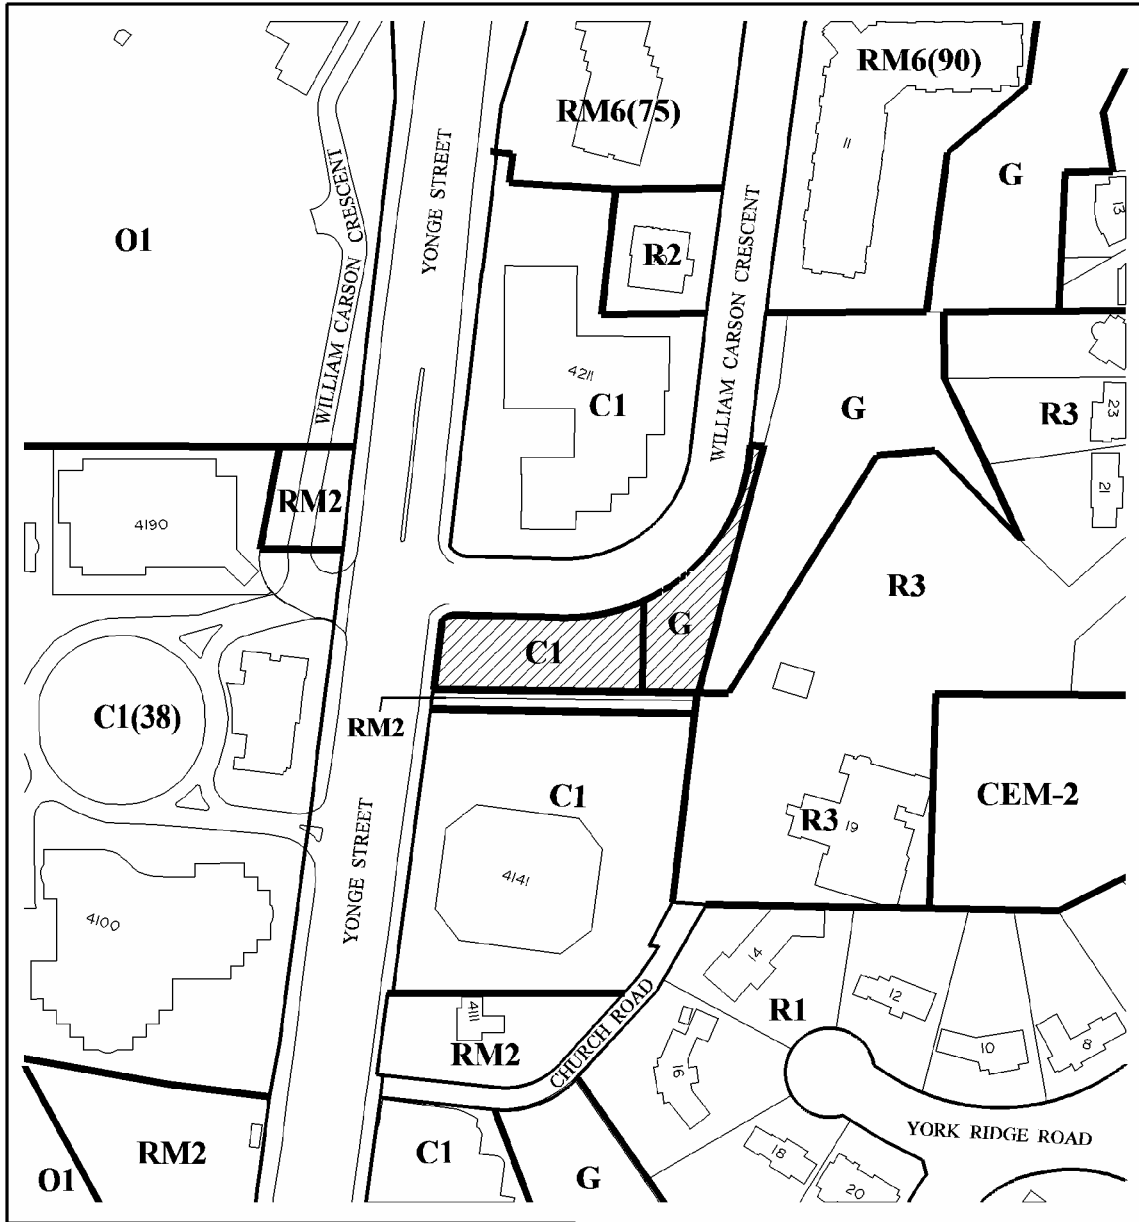 RM6(75)
RM6(90)
11
YONGE STREET
WILLIAM CARSON CRESCENT
G
13
O1
R2
WILLIAM CARSON CRESCENT
4211
C1
G
R3
23
21
RM2
4190
R3
G
C1
C1(38)
RM2
C1
CEM-2
R3
19
YONGE STREET
4141
4100
14
12
R1
4111
RM2
CHURCH ROAD
16
10
8
YORK RIDGE ROAD
RM2
C1
18
O1
G
20